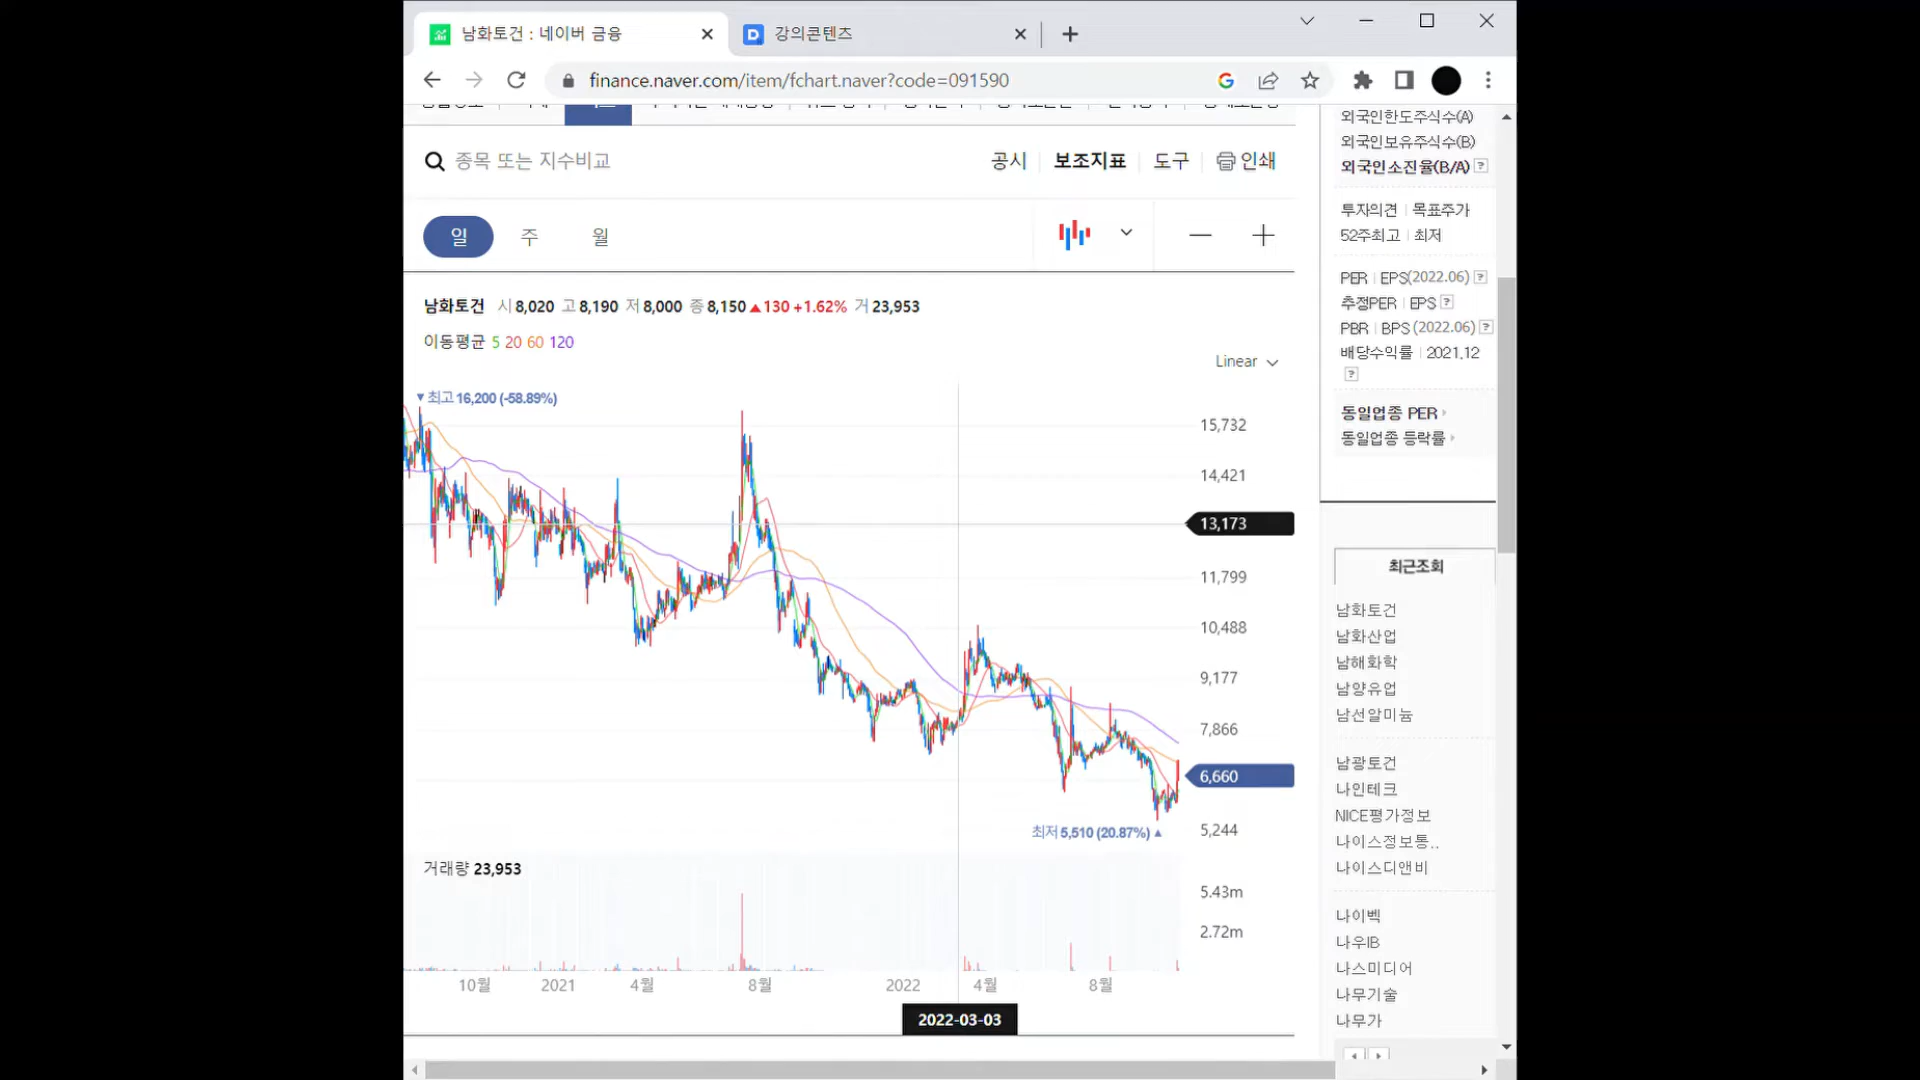 남화토건 : 네이버 금융
강의콘텐츠
finance.naver.com/item/fchart.naver?code=091590
종목 또는 지수비교
공시
보조지표
도구
인쇄
일
주
월
남화토건 시 8,020 고 8,190 저 8,000 종 8,150 ▲130 +1.62% 거 23,953
이동평균 5 20 60 120
Linear
▼최고 16,200 (-58.89%)
15,732
14,421
13,173
11,799
10,488
9,177
7,866
6,660
최저 5,510 (20.87%) ▲
5,244
거래량 23,953
5.43m
2.72m
10월
2021
4월
8월
2022
4월
8월
2022-03-03
외국인한도주식수(A)
외국인보유주식수(B)
외국인소진율(B/A) ?
투자의견 | 목표주가
52주최고 | 최저
PER | EPS(2022.06) ?
추정PER | EPS ?
PBR | BPS (2022.06) ?
배당수익률 | 2021.12
?
동일업종 PER
동일업종 등락률
최근조회
남화토건
남화산업
남해화학
남양유업
남선알미늄
남광토건
나인테크
NICE평가정보
나이스정보통..
나이스디앤비
나이벡
나우IB
나스미디어
나무기술
나무가